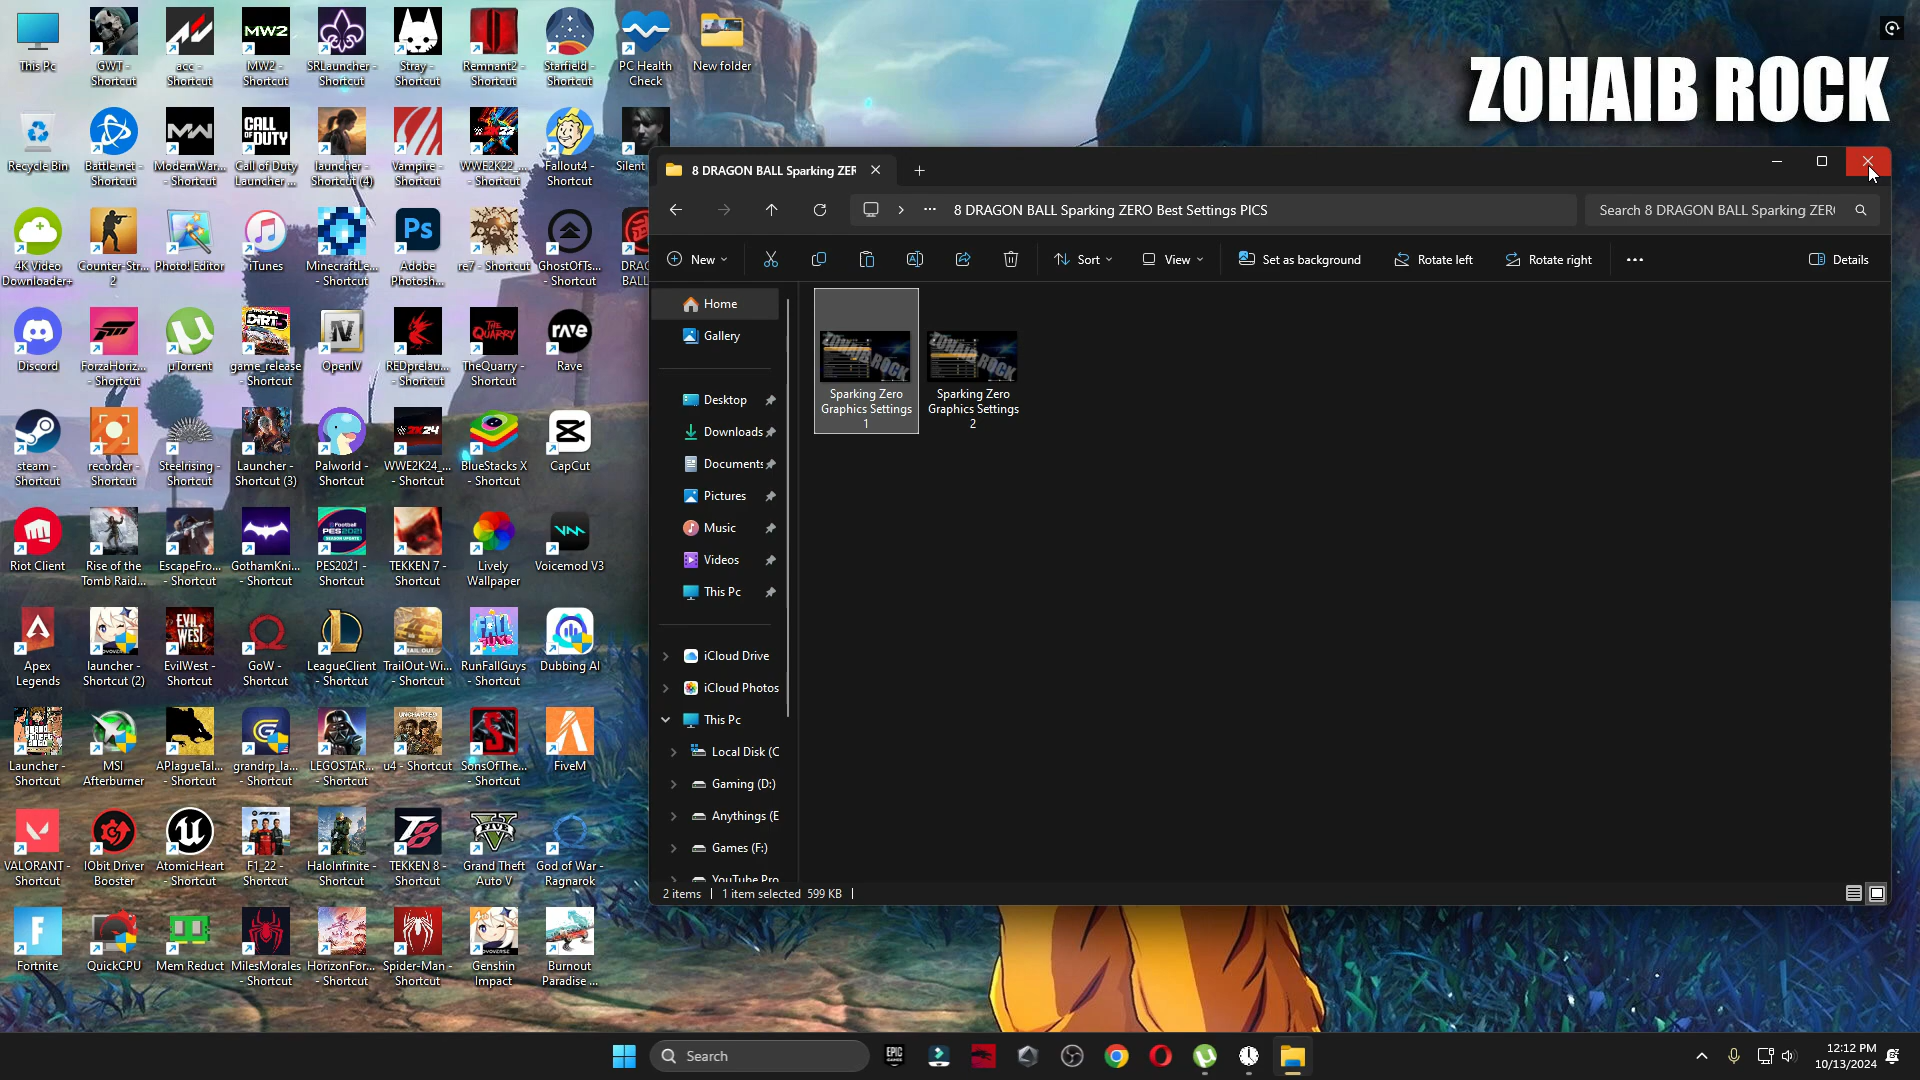 ZOHAIB ROCK
This Pc
GWT - Shortcut
acc - Shortcut
MW2 - Shortcut
SRLauncher - Shortcut
Stray - Shortcut
Remnant2 - Shortcut
Starfield - Shortcut
PC Health Check
New folder
Recycle Bin
Battle.net - Shortcut
ModernWar... - Shortcut
Call of Duty Launcher ...
launcher - Shortcut (4)
Vampire - Shortcut
WWE2K22_... - Shortcut
Fallout4 - Shortcut
Silent
4K Video Downloader+
Counter-Str... 2
Photo! Editor
iTunes
MinecraftLe... - Shortcut
Adobe Photosh...
re7 - Shortcut
GhostOfTs... - Shortcut
DRAG
BALL
Discord
ForzaHoriz... - Shortcut
µTorrent
game_release - Shortcut
OpenIV
REDprelau... - Shortcut
TheQuarry - Shortcut
Rave
steam - Shortcut
recorder - Shortcut
Steelrising - Shortcut
Launcher - Shortcut (3)
Palworld - Shortcut
WWE2K24_... - Shortcut
BlueStacks X - Shortcut
CapCut
Riot Client
Rise of the Tomb Raid...
EscapeFro... - Shortcut
GothamKni... - Shortcut
PES2021 - Shortcut
TEKKEN 7 - Shortcut
Lively Wallpaper
Voicemod V3
Apex Legends
launcher - Shortcut (2)
EvilWest - Shortcut
GoW - Shortcut
LeagueClient - Shortcut
TrailOut-Wi... - Shortcut
RunFallGuys - Shortcut
Dubbing AI
Launcher - Shortcut
MSI Afterburner
APlagueTal... - Shortcut
grandrp_la... - Shortcut
LEGOSTAR... - Shortcut
u4 - Shortcut
SonsOfThe... - Shortcut
FiveM
VALORANT - Shortcut
IObit Driver Booster
AtomicHeart - Shortcut
F1_22 - Shortcut
HaloInfinite - Shortcut
TEKKEN 8 - Shortcut
Grand Theft Auto V
God of War - Ragnarok
Fortnite
QuickCPU
Mem Reduct
MilesMorales - Shortcut
HorizonFor... - Shortcut
Spider-Man - Shortcut
Genshin Impact
Burnout Paradise ...
8 DRAGON BALL Sparking ZER
8 DRAGON BALL Sparking ZERO Best Settings PICS
Search 8 DRAGON BALL Sparking ZER
New
Sort
View
Set as background
Rotate left
Rotate right
Details
Home
Gallery
Desktop
Downloads
Documents
Pictures
Music
Videos
This Pc
iCloud Drive
iCloud Photos
This Pc
Local Disk (C
Gaming (D:)
Anythings (E
Games (F:)
YouTube Pro
Sparking Zero Graphics Settings 1
Sparking Zero Graphics Settings 2
2 items
1 item selected 599 KB
Search
12:12 PM
10/13/2024